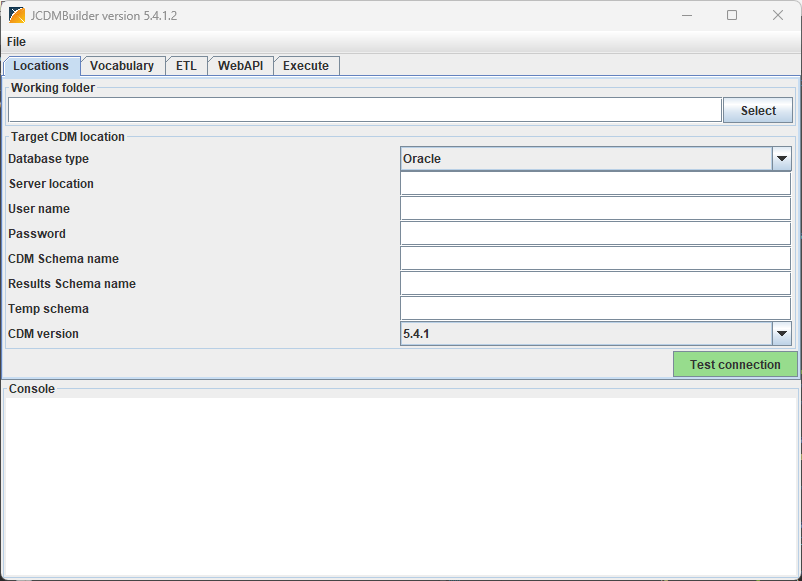 JCDMBuilder version 5.4.1.2
File
Locations Vocabulary ETL WebAPI Execute
Working folder
Select
Target CDM location
Database type Oracle
Server location
User name
Password
CDM Schema name
Results Schema name
Temp schema
CDM version 5.4.1
Test connection
Console